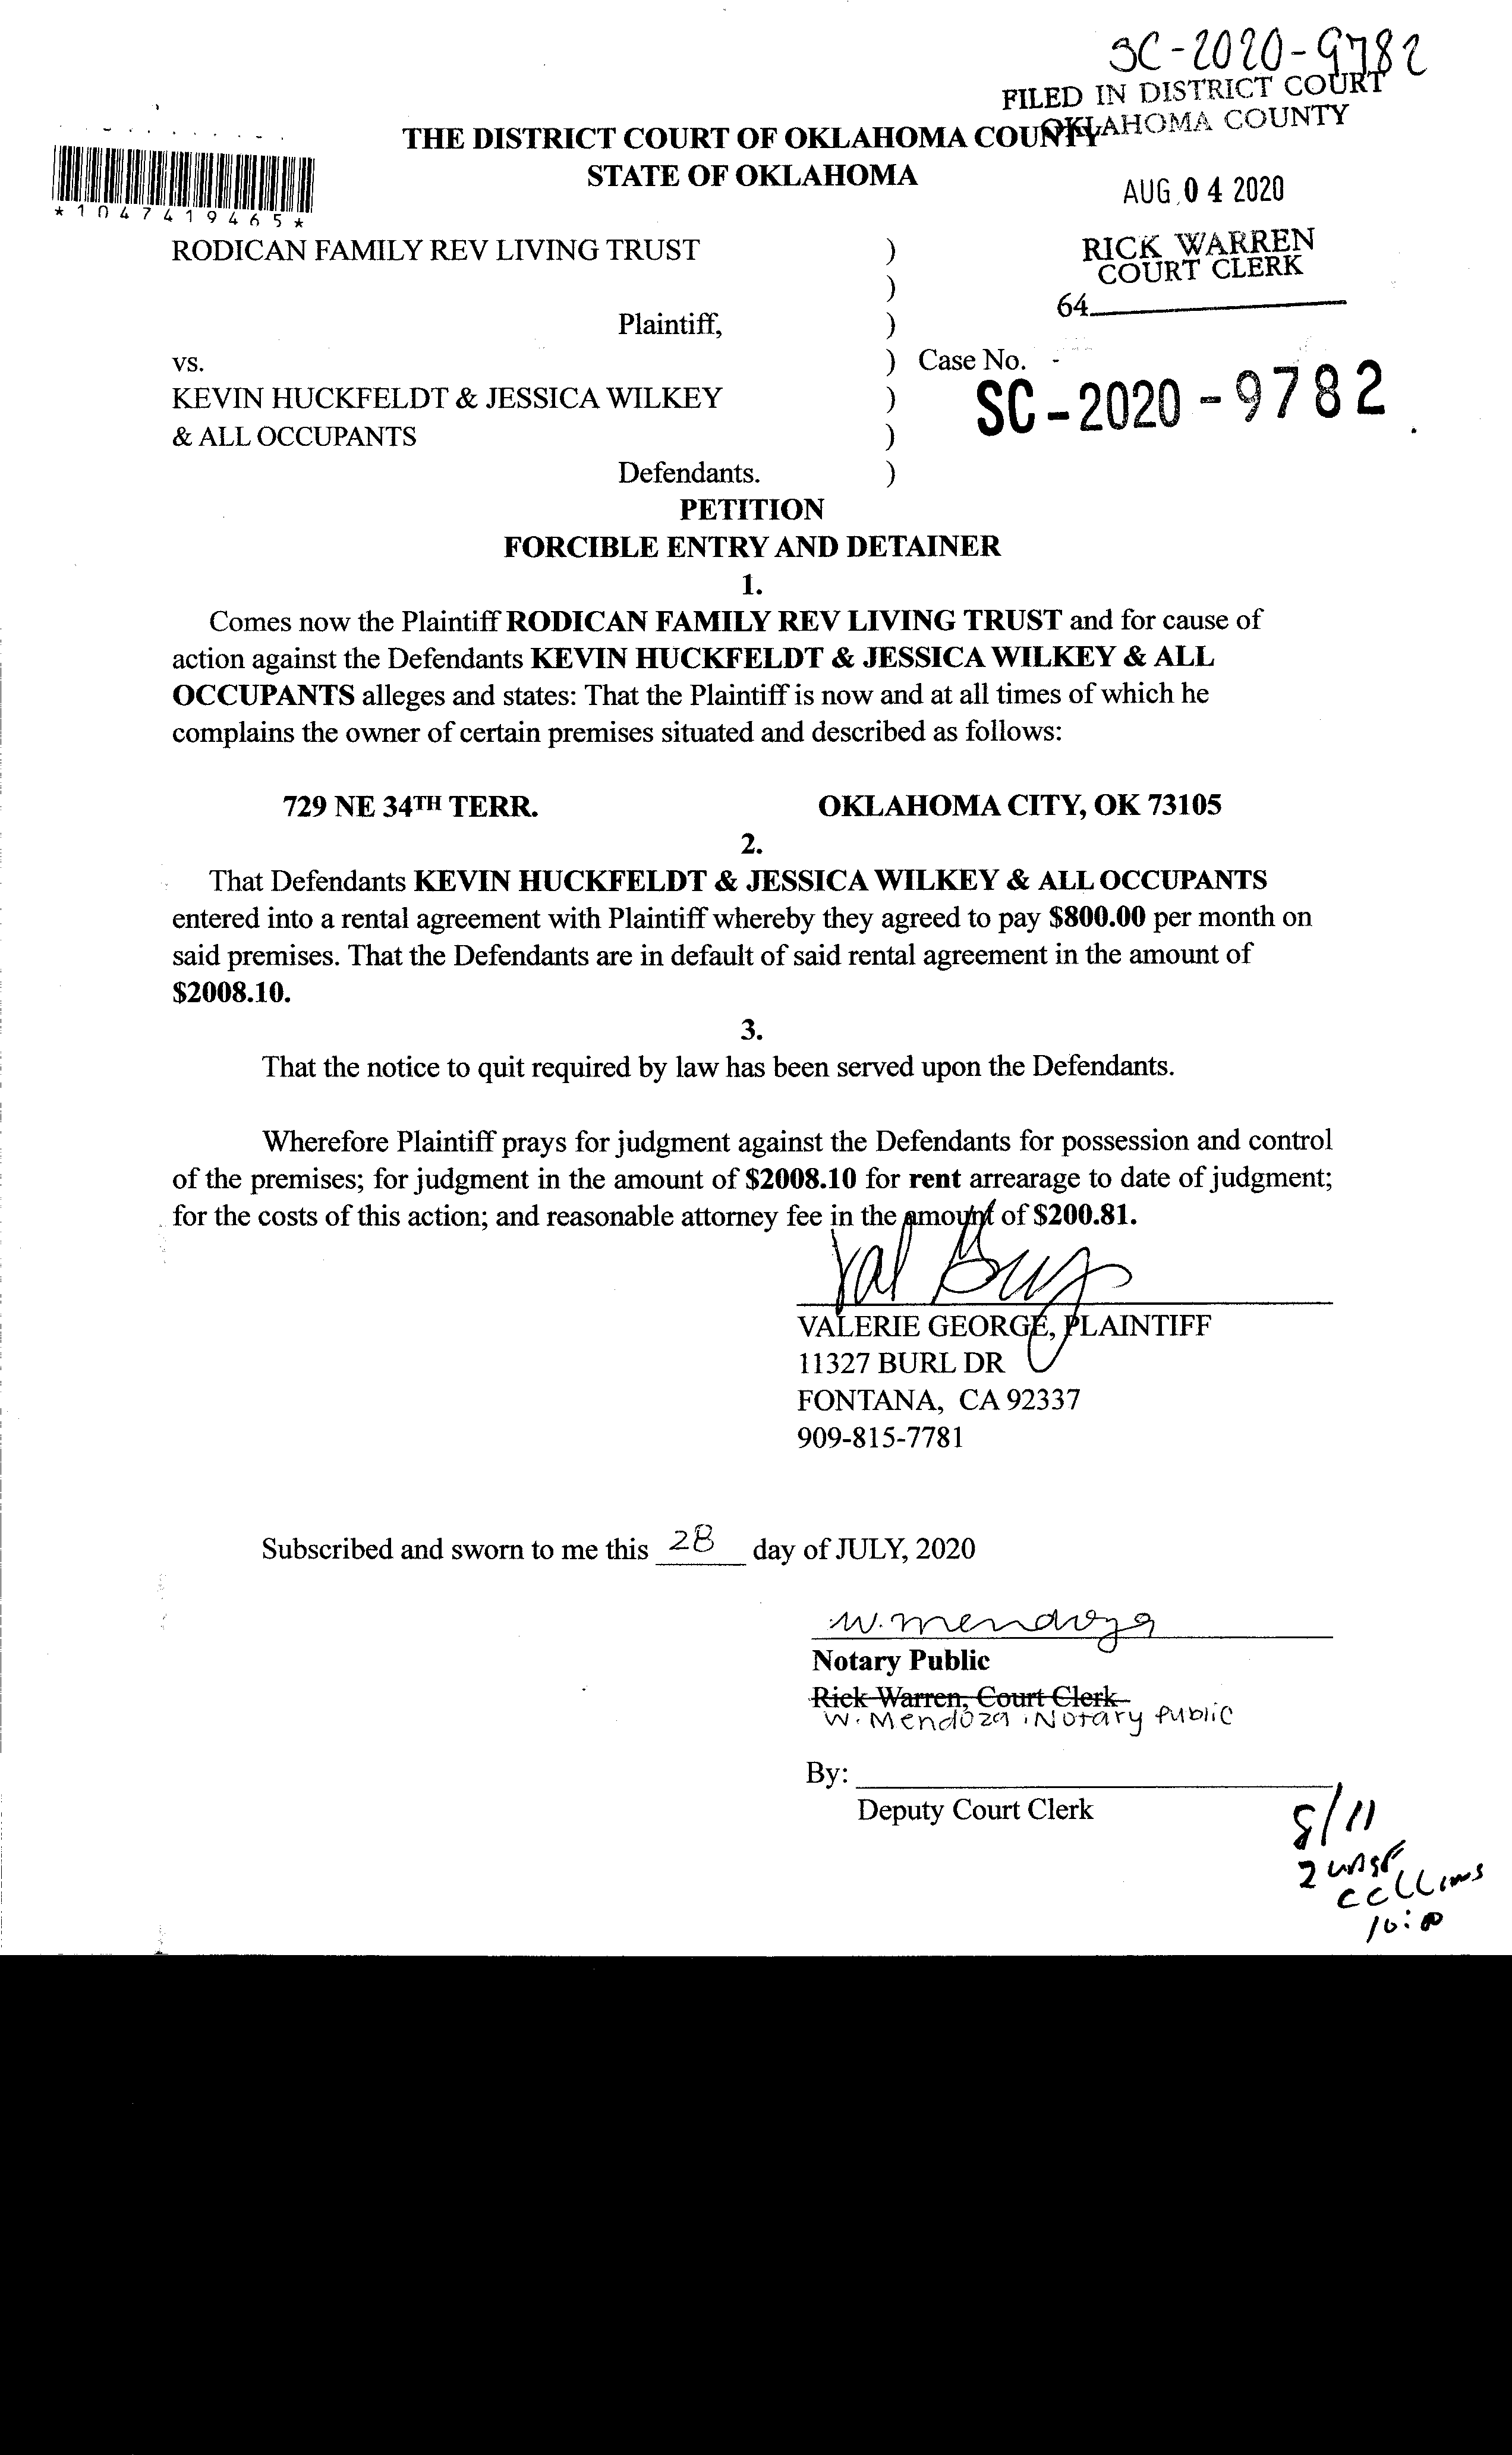 SC-2020-9782
FILED IN DISTRICT COURT
OKLAHOMA COUNTY
THE DISTRICT COURT OF OKLAHOMA COUNTY
STATE OF OKLAHOMA
AUG 04 2020
*1047419465*
RODICAN FAMILY REV LIVING TRUST )
RICK WARREN
COURT CLERK
)
64
Plaintiff, )
vs. ) Case No. -
SC-2020-9782
KEVIN HUCKFELDT & JESSICA WILKEY )
& ALL OCCUPANTS )
Defendants. )
PETITION
FORCIBLE ENTRY AND DETAINER
1.
Comes now the Plaintiff RODICAN FAMILY REV LIVING TRUST and for cause of
action against the Defendants KEVIN HUCKFELDT & JESSICA WILKEY & ALL
OCCUPANTS alleges and states: That the Plaintiff is now and at all times of which he
complains the owner of certain premises situated and described as follows:
729 NE 34TH TERR. OKLAHOMA CITY, OK 73105
2.
That Defendants KEVIN HUCKFELDT & JESSICA WILKEY & ALL OCCUPANTS
entered into a rental agreement with Plaintiff whereby they agreed to pay $800.00 per month on
said premises. That the Defendants are in default of said rental agreement in the amount of
$2008.10.
3.
That the notice to quit required by law has been served upon the Defendants.
Wherefore Plaintiff prays for judgment against the Defendants for possession and control
of the premises; for judgment in the amount of $2008.10 for rent arrearage to date of judgment;
for the costs of this action; and reasonable attorney fee in the amount of $200.81.
VALERIE GEORGE, PLAINTIFF
11327 BURL DR
FONTANA, CA 92337
909-815-7781
Subscribed and sworn to me this 28 day of JULY, 2020
W. Mendoza
Notary Public
Rick Warren, Court Clerk
W. Mendoza, Notary Public
By:
Deputy Court Clerk
8/11
2
Collins
10:00